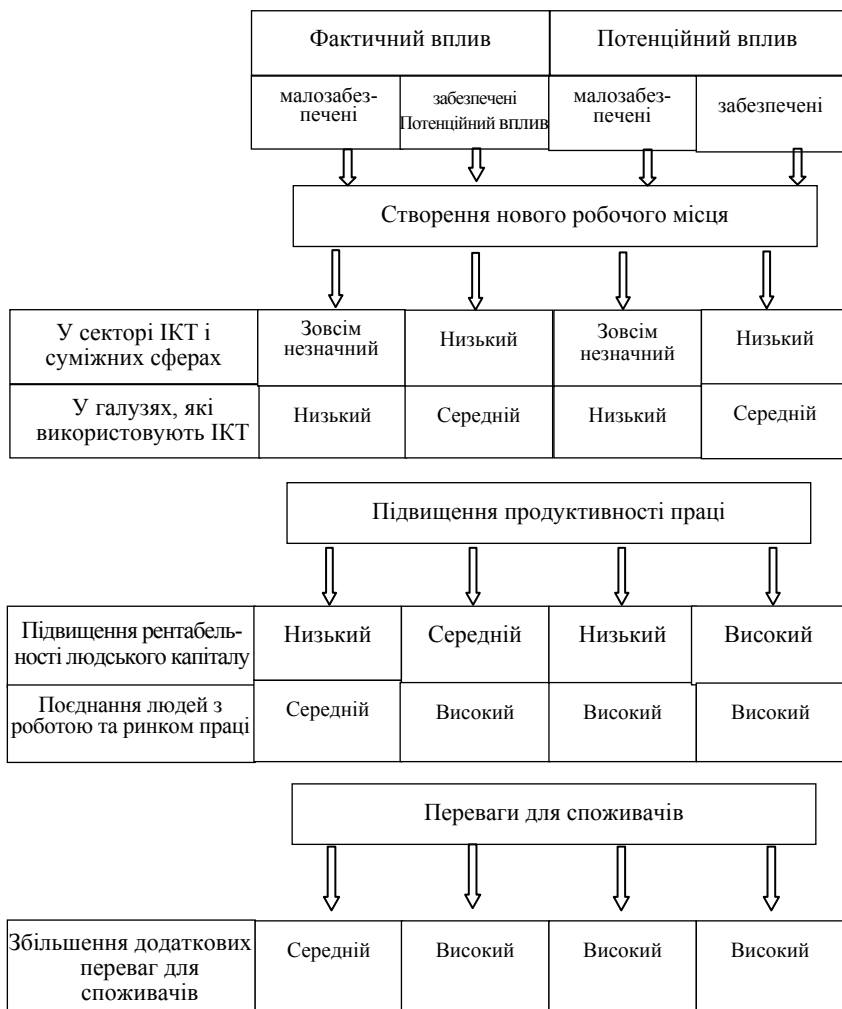 Фактичний вплив
Потенційний вплив
малозабез-
печені
забезпечені
Потенційний вплив
малозабез-
печені
забезпечені
Створення нового робочого місця
У секторі ІКТ і
суміжних сферах
Зовсім
незначний
Низький
Зовсім
незначний
Низький
У галузях, які
використовують ІКТ
Низький
Середній
Низький
Середній
Підвищення продуктивності праці
Підвищення рентабель-
ності людського капіталу
Низький
Середній
Низький
Високий
Поєднання людей з
роботою та ринком праці
Середній
Високий
Високий
Високий
Переваги для споживачів
Збільшення додаткових
переваг для
споживачів
Середній
Високий
Високий
Високий